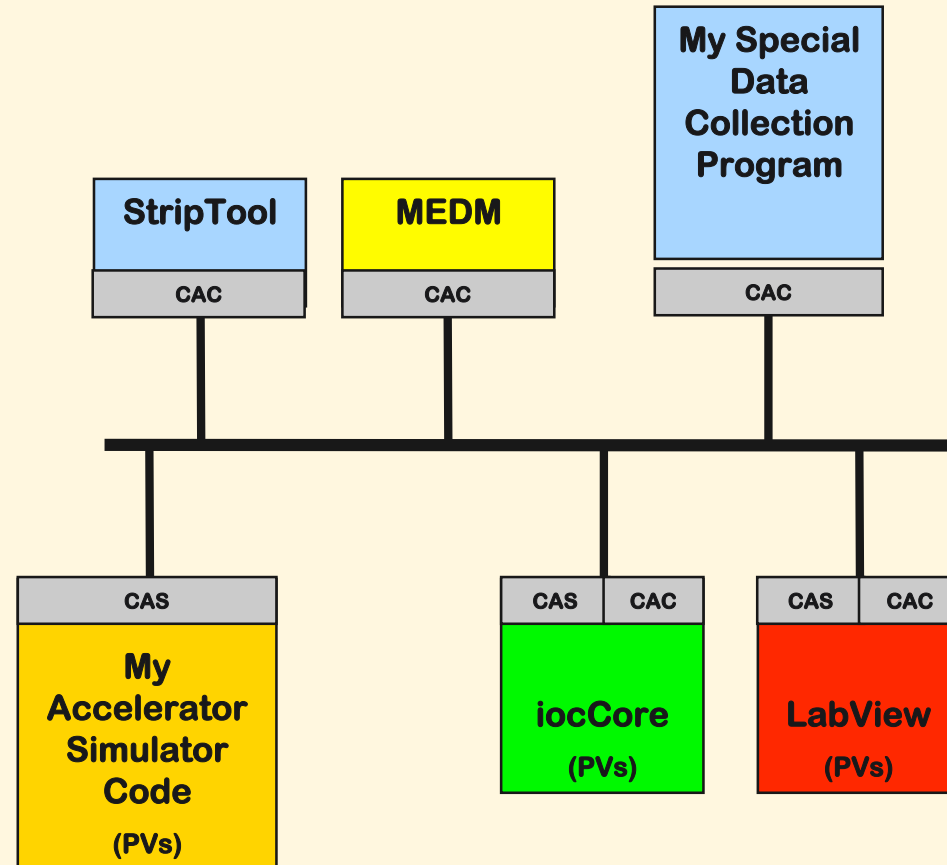 My Special
Data
Collection
Program
StripTool
MEDM
CAC
CAC
CAC
CAS
CAS
CAC
CAS
CAC
My
Accelerator
Simulator
Code
(PVs)
iocCore
(PVs)
LabView
(PVs)